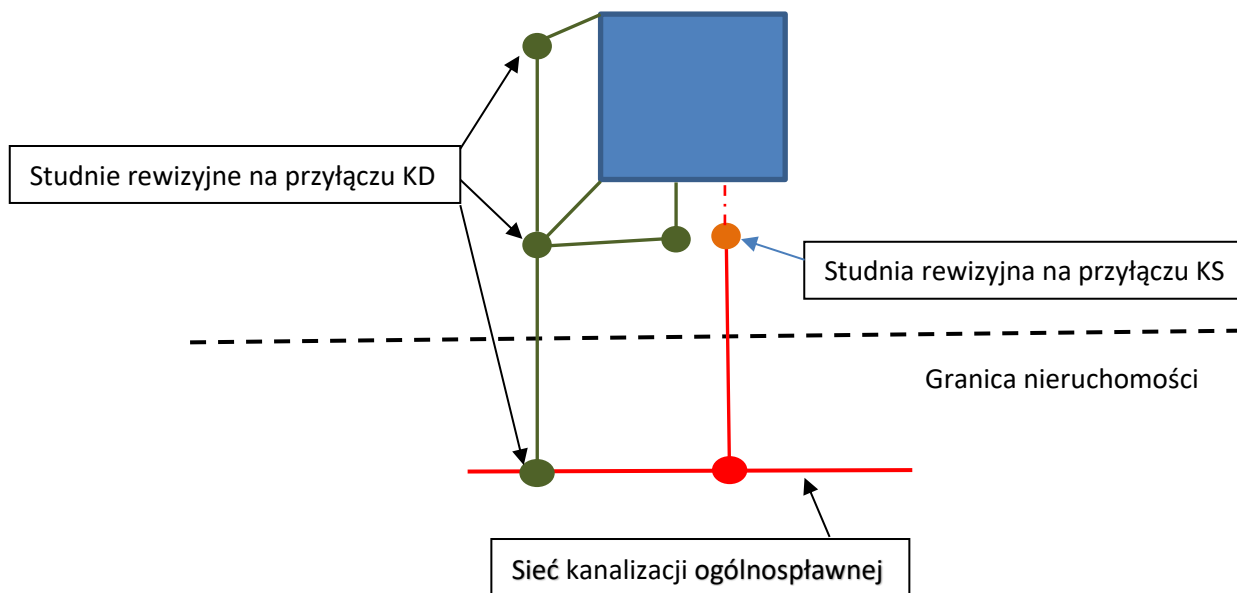 Studnie rewizyjne na przyłączu KD
Studnia rewizyjna na przyłączu KS
Granica nieruchomości
Sieć kanalizacji ogólnospławnej